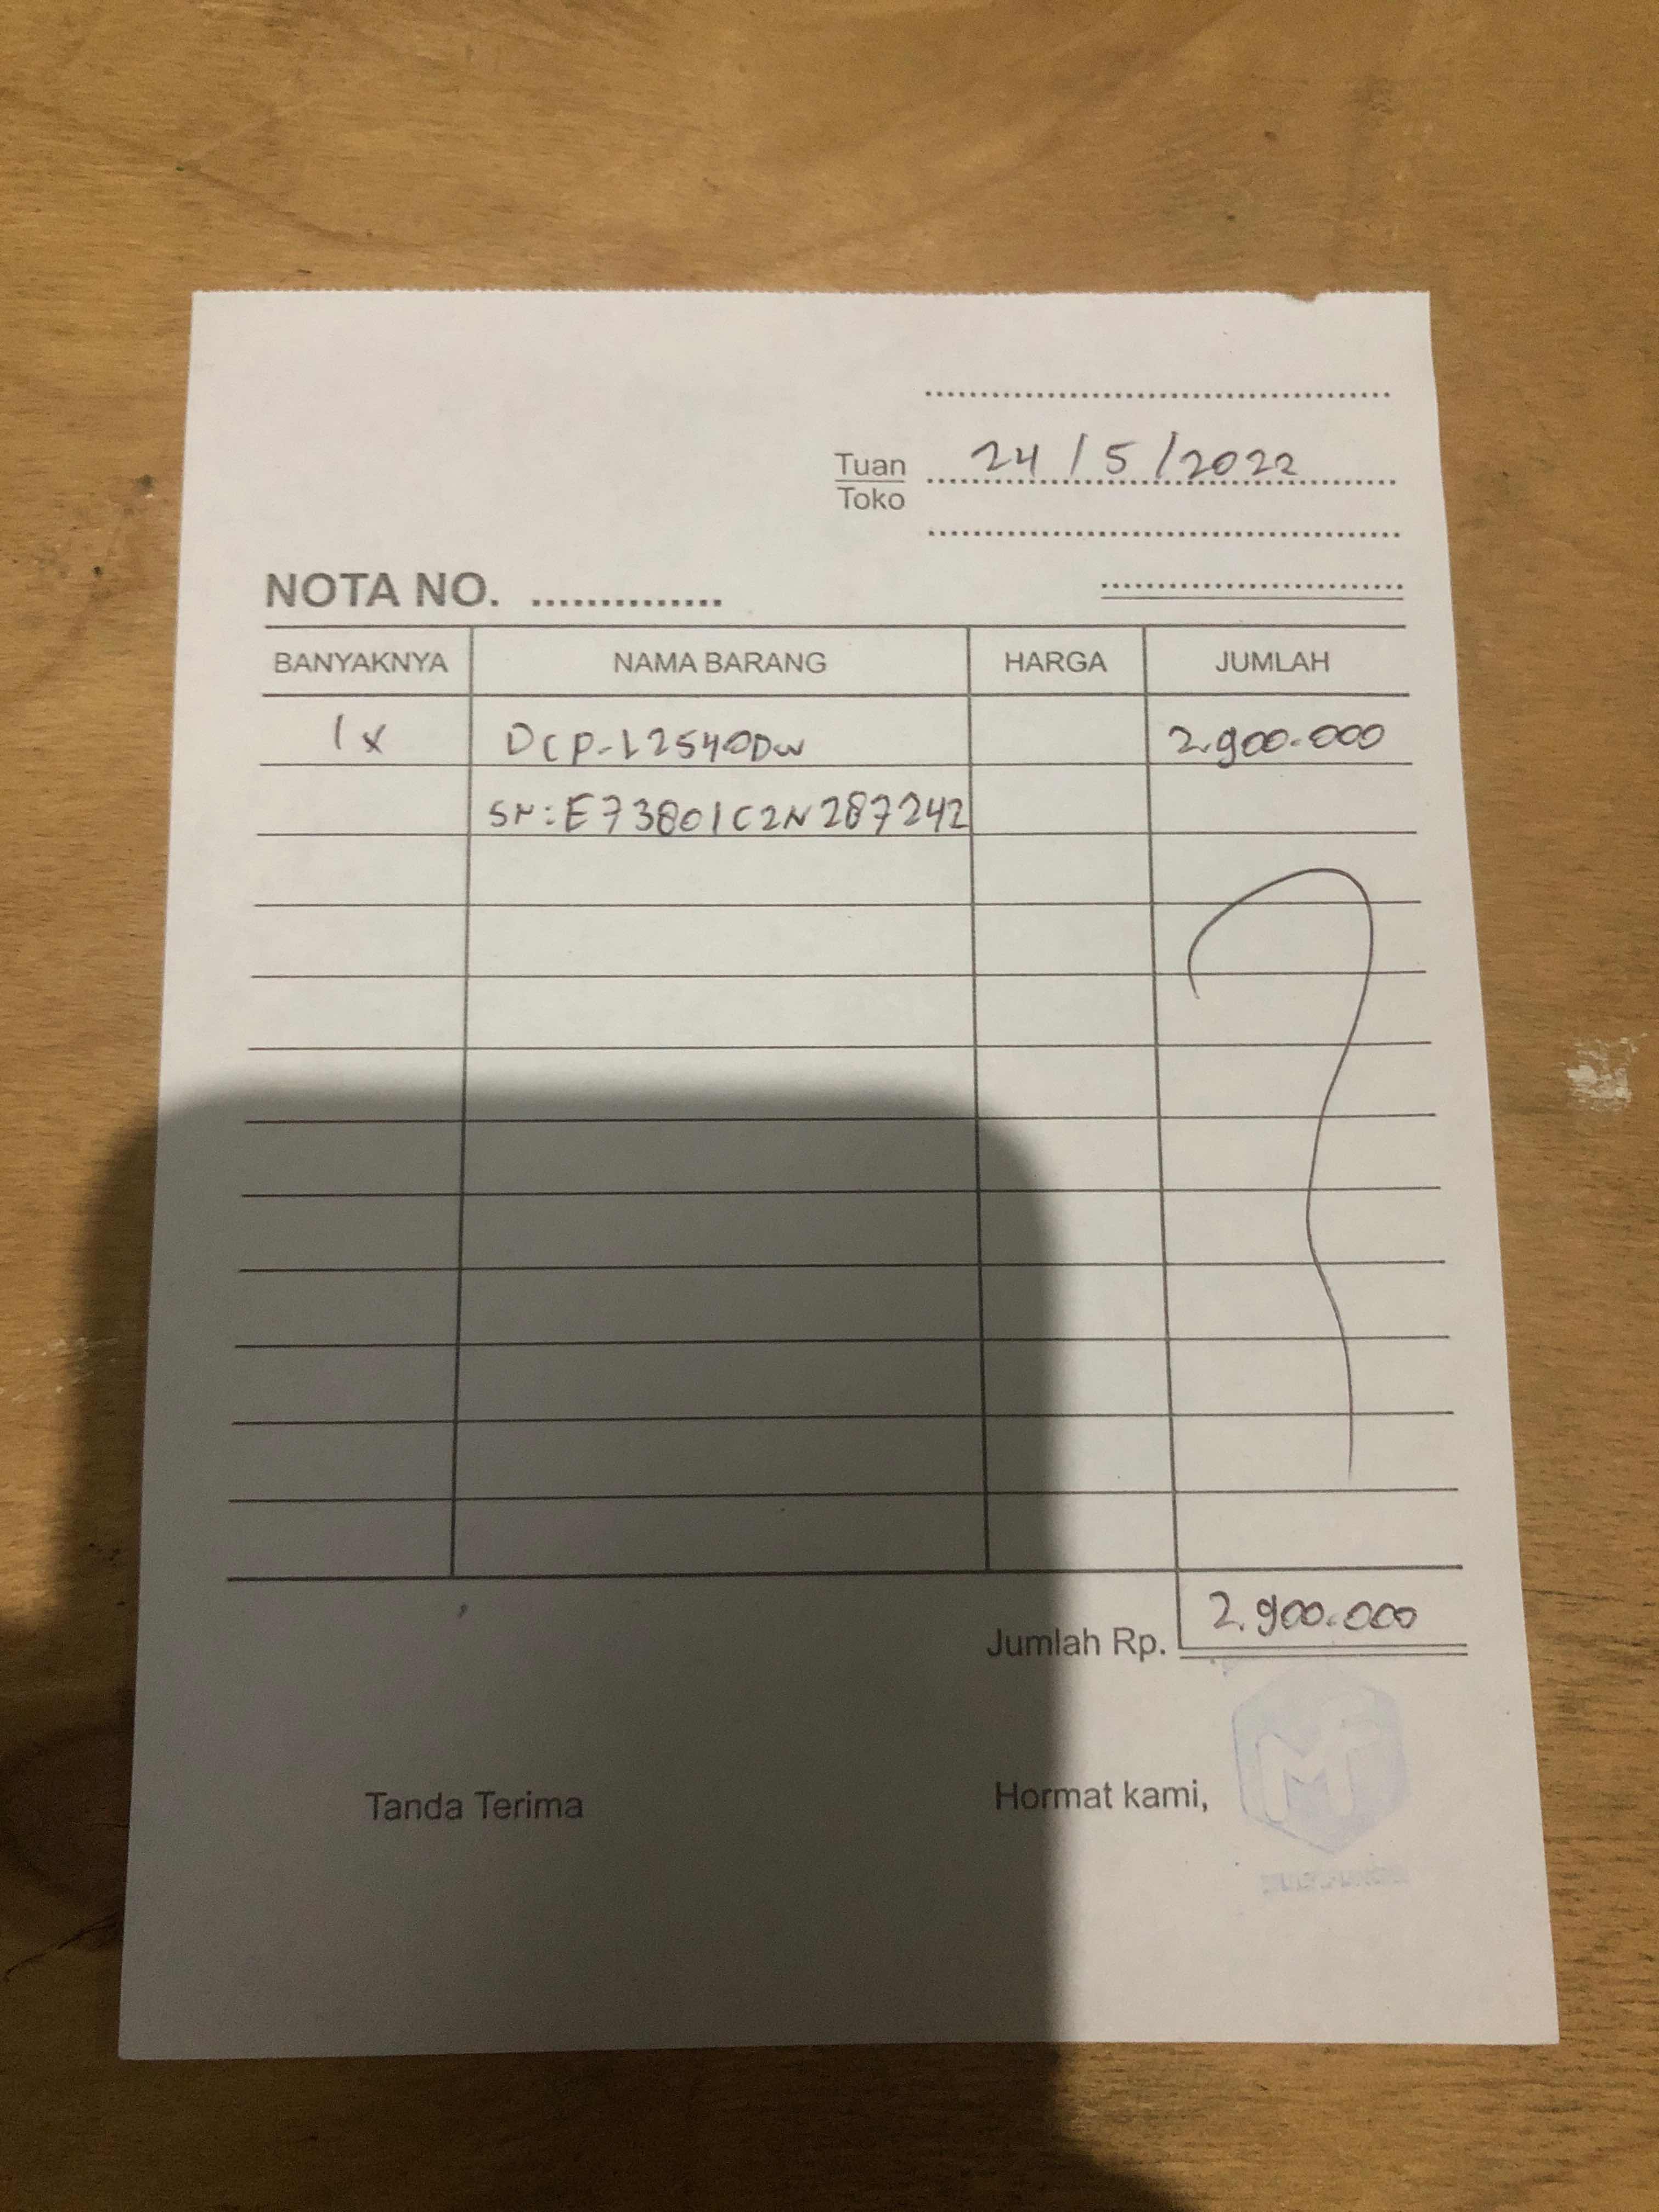 Tuan 24/5/2022
Toko
NOTA NO. ..............
BANYAKNYA NAMA BARANG HARGA JUMLAH
1x DCP-L2540DW 2.900.000
SN: E73801C2N287242
Jumlah Rp. 2.900.000
Tanda Terima Hormat kami,